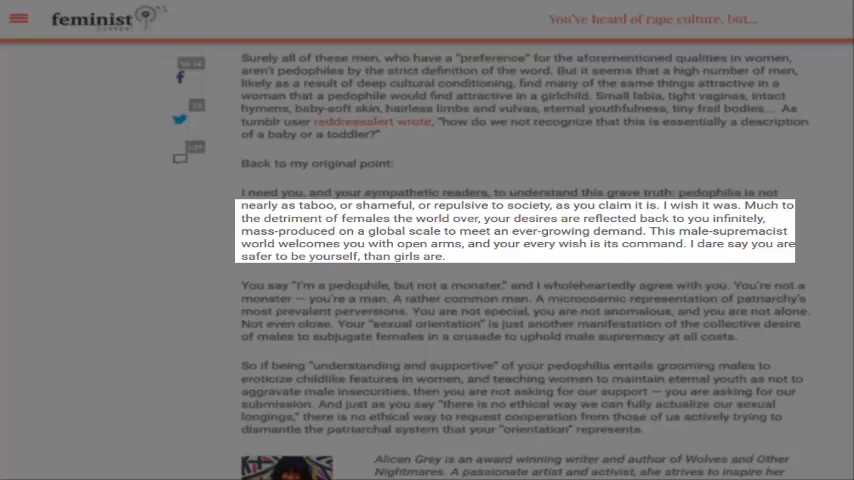 feminist
CURRENT
You've heard of rape culture, but...
Surely all of these men, who have a "preference" for the aforementioned qualities in women,
aren't pedophiles by the strict definition of the word. But it seems that a high number of men,
likely as a result of deep cultural conditioning, find many of the same things attractive in a
woman that a pedophile would find attractive in a girlchild. Small labia, tight vaginas, intact
hymens, baby-soft skin, hairless limbs and vulvas, eternal youthfulness, tiny frail bodies... As
tumblr user reddressalert wrote, "how do we not recognize that this is essentially a description
of a baby or a toddler?"
Back to my original point:
I need you, and your sympathetic readers, to understand this grave truth: pedophilia is not
nearly as taboo, or shameful, or repulsive to society, as you claim it is. I wish it was. Much to
the detriment of females the world over, your desires are reflected back to you infinitely,
mass-produced on a global scale to meet an ever-growing demand. This male-supremacist
world welcomes you with open arms, and your every wish is its command. I dare say you are
safer to be yourself, than girls are.
You say "I'm a pedophile, but not a monster," and I wholeheartedly agree with you. You're not a
monster — you're a man. A rather common man. A microcosmic representation of patriarchy's
most prevalent perversions. You are not special, you are not anomalous, and you are not alone.
Not even close. Your "sexual orientation" is just another manifestation of the collective desire
of males to subjugate females in a crusade to uphold male supremacy at all costs.
So if being "understanding and supportive" of your pedophilia entails grooming males to
eroticize childlike features in women, and teaching women to maintain eternal youth as not to
aggravate male insecurities, then you are not asking for our support — you are asking for our
submission. And just as you say "there is no ethical way we can fully actualize our sexual
longings," there is no ethical way to request cooperation from those of us actively trying to
dismantle the patriarchal system that your "orientation" represents.
Alicen Grey is an award winning writer and author of Wolves and Other
Nightmares. A passionate artist and activist, she strives to inspire her